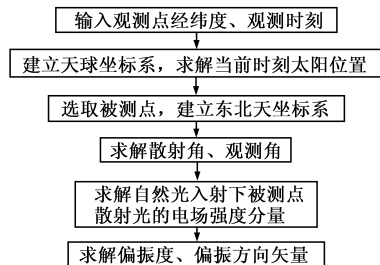 输入观测点经纬度、观测时刻
建立天球坐标系，求解当前时刻太阳位置
选取被测点，建立东北天坐标系
求解散射角、观测角
求解自然光入射下被测点
散射光的电场强度分量
求解偏振度、偏振方向矢量